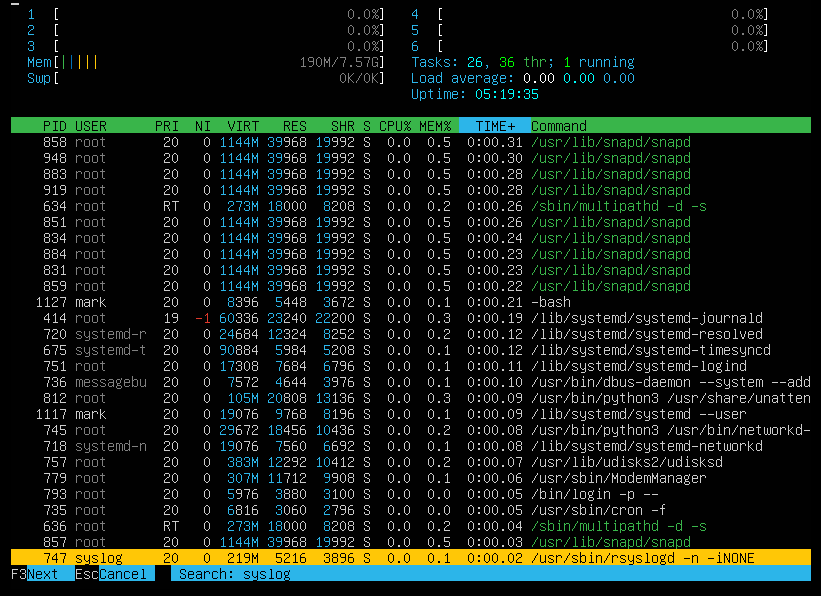 1 [ 0.0%] 4 [ 0.0%]
2 [ 0.0%] 5 [ 0.0%]
3 [ 0.0%] 6 [ 0.0%]
Mem[||||| 190M/7.57G] Tasks: 26, 36 thr; 1 running
Swp[ 0K/0K] Load average: 0.00 0.00 0.00
Uptime: 05:19:35
PID USER PRI NI VIRT RES SHR S CPU% MEM% TIME+ Command
858 root 20 0 1144M 39968 19992 S 0.0 0.5 0:00.31 /usr/lib/snapd/snapd
948 root 20 0 1144M 39968 19992 S 0.0 0.5 0:00.30 /usr/lib/snapd/snapd
883 root 20 0 1144M 39968 19992 S 0.0 0.5 0:00.28 /usr/lib/snapd/snapd
919 root 20 0 1144M 39968 19992 S 0.0 0.5 0:00.28 /usr/lib/snapd/snapd
634 root RT 0 273M 18000 8208 S 0.0 0.2 0:00.26 /sbin/multipathd -d -s
851 root 20 0 1144M 39968 19992 S 0.0 0.5 0:00.26 /usr/lib/snapd/snapd
834 root 20 0 1144M 39968 19992 S 0.0 0.5 0:00.24 /usr/lib/snapd/snapd
884 root 20 0 1144M 39968 19992 S 0.0 0.5 0:00.23 /usr/lib/snapd/snapd
831 root 20 0 1144M 39968 19992 S 0.0 0.5 0:00.23 /usr/lib/snapd/snapd
859 root 20 0 1144M 39968 19992 S 0.0 0.5 0:00.22 /usr/lib/snapd/snapd
1127 mark 20 0 8396 5448 3672 S 0.0 0.1 0:00.21 -bash
414 root 19 -1 60336 23240 22200 S 0.0 0.3 0:00.19 /lib/systemd/systemd-journald
720 systemd-r 20 0 24684 12324 8252 S 0.0 0.2 0:00.12 /lib/systemd/systemd-resolved
675 systemd-t 20 0 90884 5984 5208 S 0.0 0.1 0:00.12 /lib/systemd/systemd-timesyncd
751 root 20 0 17308 7684 6796 S 0.0 0.1 0:00.11 /lib/systemd/systemd-logind
736 messagebu 20 0 7572 4644 3976 S 0.0 0.1 0:00.10 /usr/bin/dbus-daemon --system --add
812 root 20 0 105M 20808 13136 S 0.0 0.3 0:00.09 /usr/bin/python3 /usr/share/unatten
1117 mark 20 0 19076 9768 8196 S 0.0 0.1 0:00.09 /lib/systemd/systemd --user
745 root 20 0 29672 18456 10436 S 0.0 0.2 0:00.08 /usr/bin/python3 /usr/bin/networkd-
718 systemd-n 20 0 19076 7560 6692 S 0.0 0.1 0:00.08 /lib/systemd/systemd-networkd
757 root 20 0 383M 12292 10412 S 0.0 0.2 0:00.07 /usr/lib/udisks2/udisksd
779 root 20 0 307M 11712 9908 S 0.0 0.1 0:00.06 /usr/sbin/ModemManager
793 root 20 0 5976 3880 3100 S 0.0 0.0 0:00.05 /bin/login -p --
735 root 20 0 6816 3060 2796 S 0.0 0.0 0:00.05 /usr/sbin/cron -f
636 root RT 0 273M 18000 8208 S 0.0 0.2 0:00.04 /sbin/multipathd -d -s
857 root 20 0 1144M 39968 19992 S 0.0 0.5 0:00.03 /usr/lib/snapd/snapd
747 syslog 20 0 219M 5216 3896 S 0.0 0.1 0:00.02 /usr/sbin/rsyslogd -n -iNONE
F3Next EscCancel Search: syslog